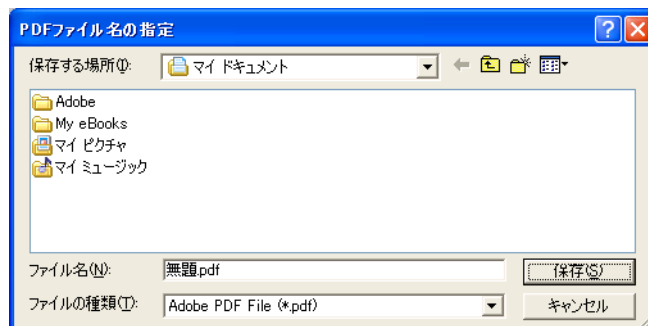 PDFファイル名の指定
保存する場所(I): マイ ドキュメント
Adobe
My eBooks
マイ ピクチャ
マイ ミュージック
ファイル名(N): 無題.pdf 保存(S)
ファイルの種類(T): Adobe PDF File (*.pdf) キャンセル